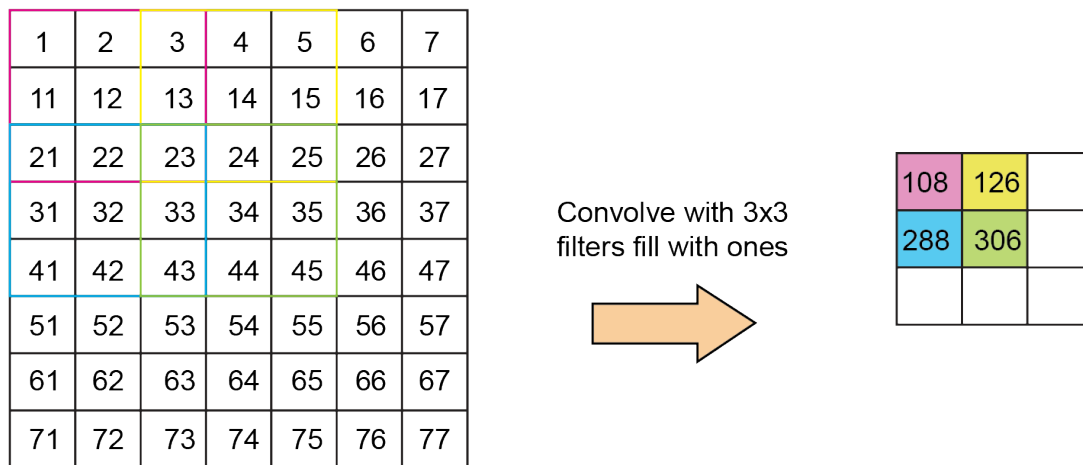 1 2 3 4 5 6 7
11 12 13 14 15 16 17
21 22 23 24 25 26 27
31 32 33 34 35 36 37
41 42 43 44 45 46 47
51 52 53 54 55 56 57
61 62 63 64 65 66 67
71 72 73 74 75 76 77
Convolve with 3x3
filters fill with ones
108 126
288 306